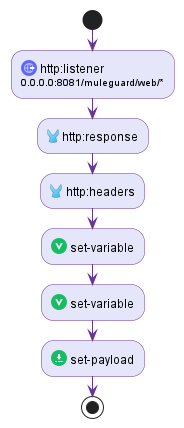 http:listener
0.0.0.0:8081/muleguard/web/*
http:response
http:headers
set-variable
set-variable
set-payload